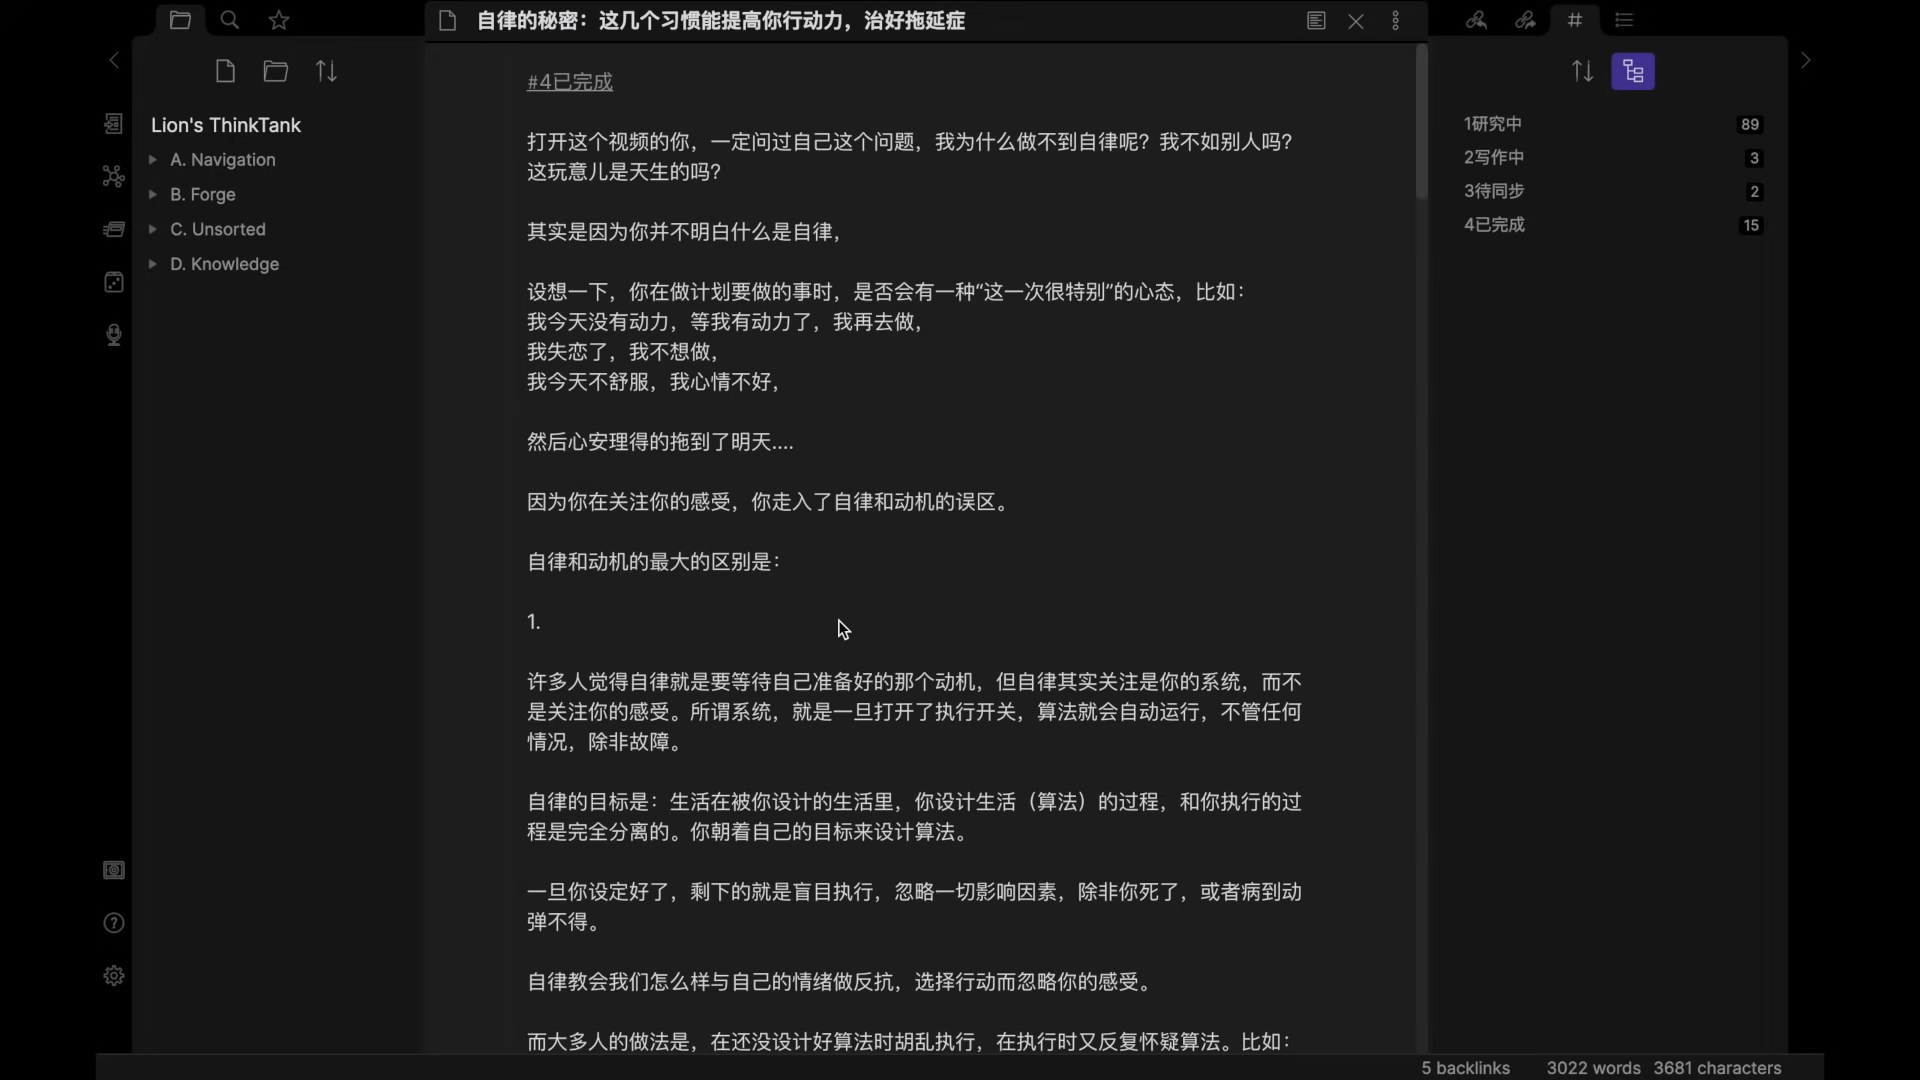 自律的秘密：这几个习惯能提高你行动力，治好拖延症
Lion's ThinkTank
A. Navigation
B. Forge
C. Unsorted
D. Knowledge
#4已完成
打开这个视频的你，一定问过自己这个问题，我为什么做不到自律呢？我不如别人吗？
这玩意儿是天生的吗？
其实是因为你并不明白什么是自律，
设想一下，你在做计划要做的事时，是否会有一种“这一次很特别”的心态，比如：
我今天没有动力，等我有动力了，我再去做，
我失恋了，我不想做，
我今天不舒服，我心情不好，
然后心安理得的拖到了明天....
因为你在关注你的感受，你走入了自律和动机的误区。
自律和动机的最大的区别是：
1.
许多人觉得自律就是要等待自己准备好的那个动机，但自律其实关注是你的系统，而不
是关注你的感受。所谓系统，就是一旦打开了执行开关，算法就会自动运行，不管任何
情况，除非故障。
自律的目标是：生活在被你设计的生活里，你设计生活（算法）的过程，和你执行的过
程是完全分离的。你朝着自己的目标来设计算法。
一旦你设定好了，剩下的就是盲目执行，忽略一切影响因素，除非你死了，或者病到动
弹不得。
自律教会我们怎么样与自己的情绪做反抗，选择行动而忽略你的感受。
而大多人的做法是，在还没设计好算法时胡乱执行，在执行时又反复怀疑算法。比如：
1研究中 89
2写作中 3
3待同步 2
4已完成 15
5 backlinks 3022 words 3681 characters